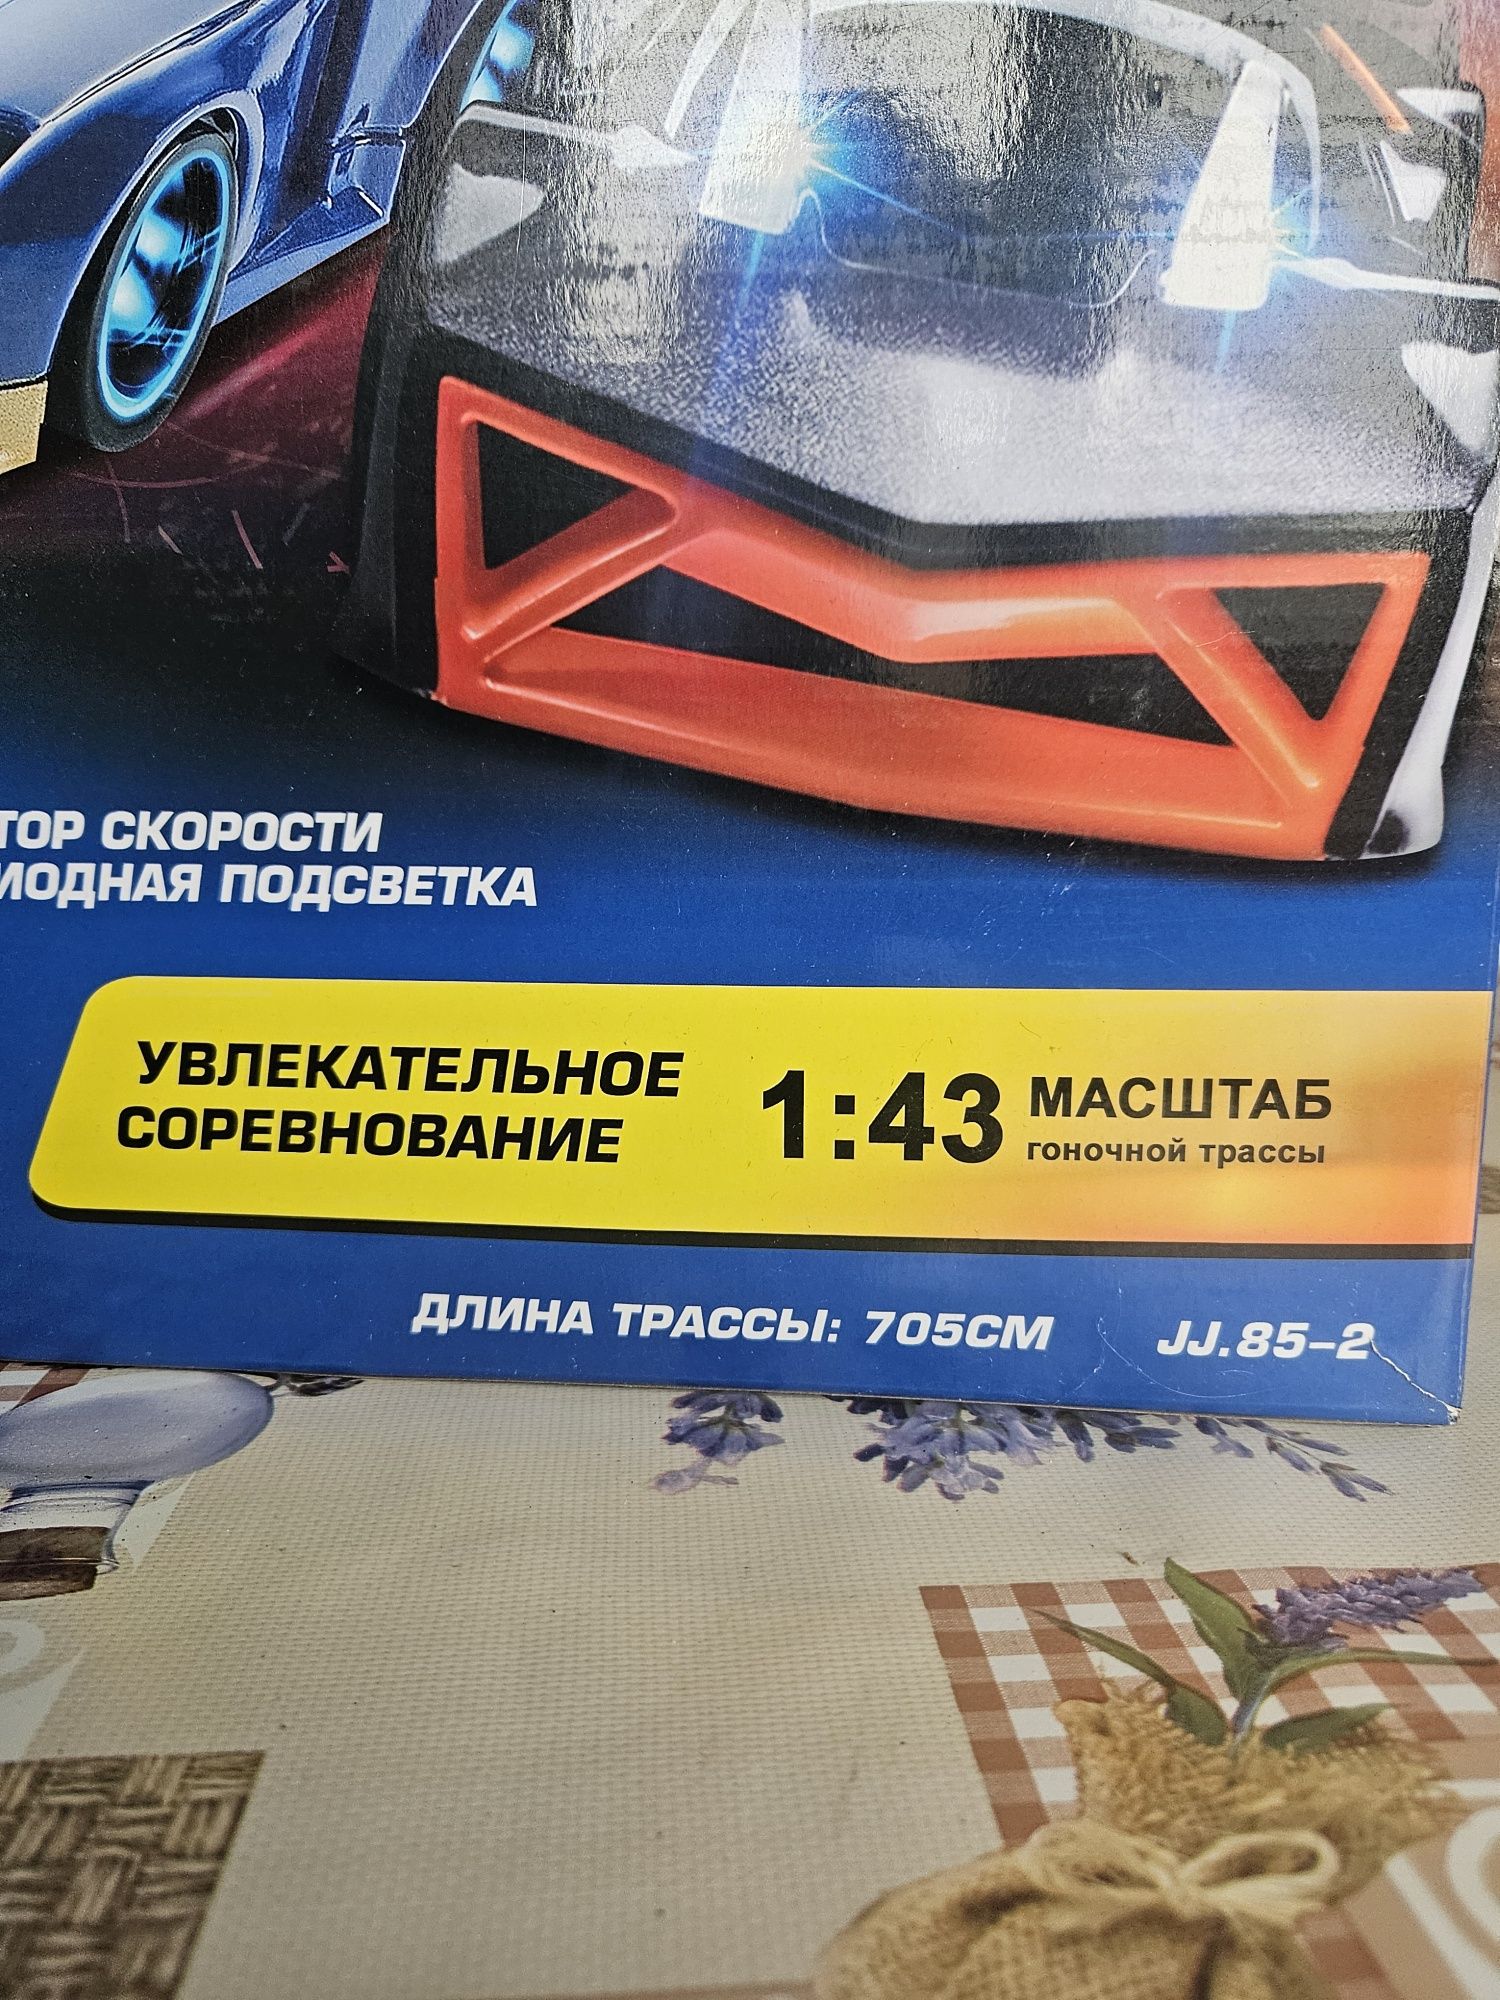 ТОР СКОРОСТИ
ИОДНАЯ ПОДСВЕТКА
УВЛЕКАТЕЛЬНОЕ
СОРЕВНОВАНИЕ
1:43 МАСШТАБ
гоночной трассы
ДЛИНА ТРАССЫ: 705СМ JJ.85-2